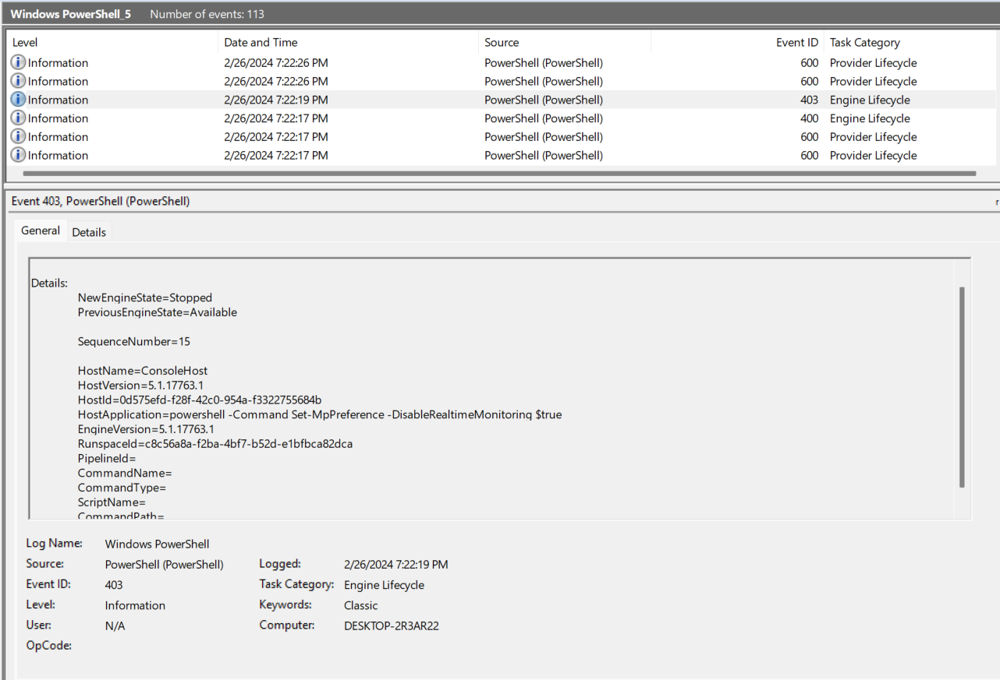 Windows PowerShell_5 Number of events: 113
Level Date and Time Source Event ID Task Category
Information 2/26/2024 7:22:26 PM PowerShell (PowerShell) 600 Provider Lifecycle
Information 2/26/2024 7:22:26 PM PowerShell (PowerShell) 600 Provider Lifecycle
Information 2/26/2024 7:22:19 PM PowerShell (PowerShell) 403 Engine Lifecycle
Information 2/26/2024 7:22:17 PM PowerShell (PowerShell) 400 Engine Lifecycle
Information 2/26/2024 7:22:17 PM PowerShell (PowerShell) 600 Provider Lifecycle
Information 2/26/2024 7:22:17 PM PowerShell (PowerShell) 600 Provider Lifecycle
Event 403, PowerShell (PowerShell)
General Details
Details:
NewEngineState=Stopped
PreviousEngineState=Available
SequenceNumber=15
HostName=ConsoleHost
HostVersion=5.1.17763.1
HostId=0d575efd-f28f-42c0-954a-f3322755684b
HostApplication=powershell -Command Set-MpPreference -DisableRealtimeMonitoring $true
EngineVersion=5.1.17763.1
RunspaceId=c8c56a8a-f2ba-4bf7-b52d-e1bfbca82dca
PipelineId=
CommandName=
CommandType=
ScriptName=
CommandPath=
Log Name: Windows PowerShell
Source: PowerShell (PowerShell) Logged: 2/26/2024 7:22:19 PM
Event ID: 403 Task Category: Engine Lifecycle
Level: Information Keywords: Classic
User: N/A Computer: DESKTOP-2R3AR22
OpCode: